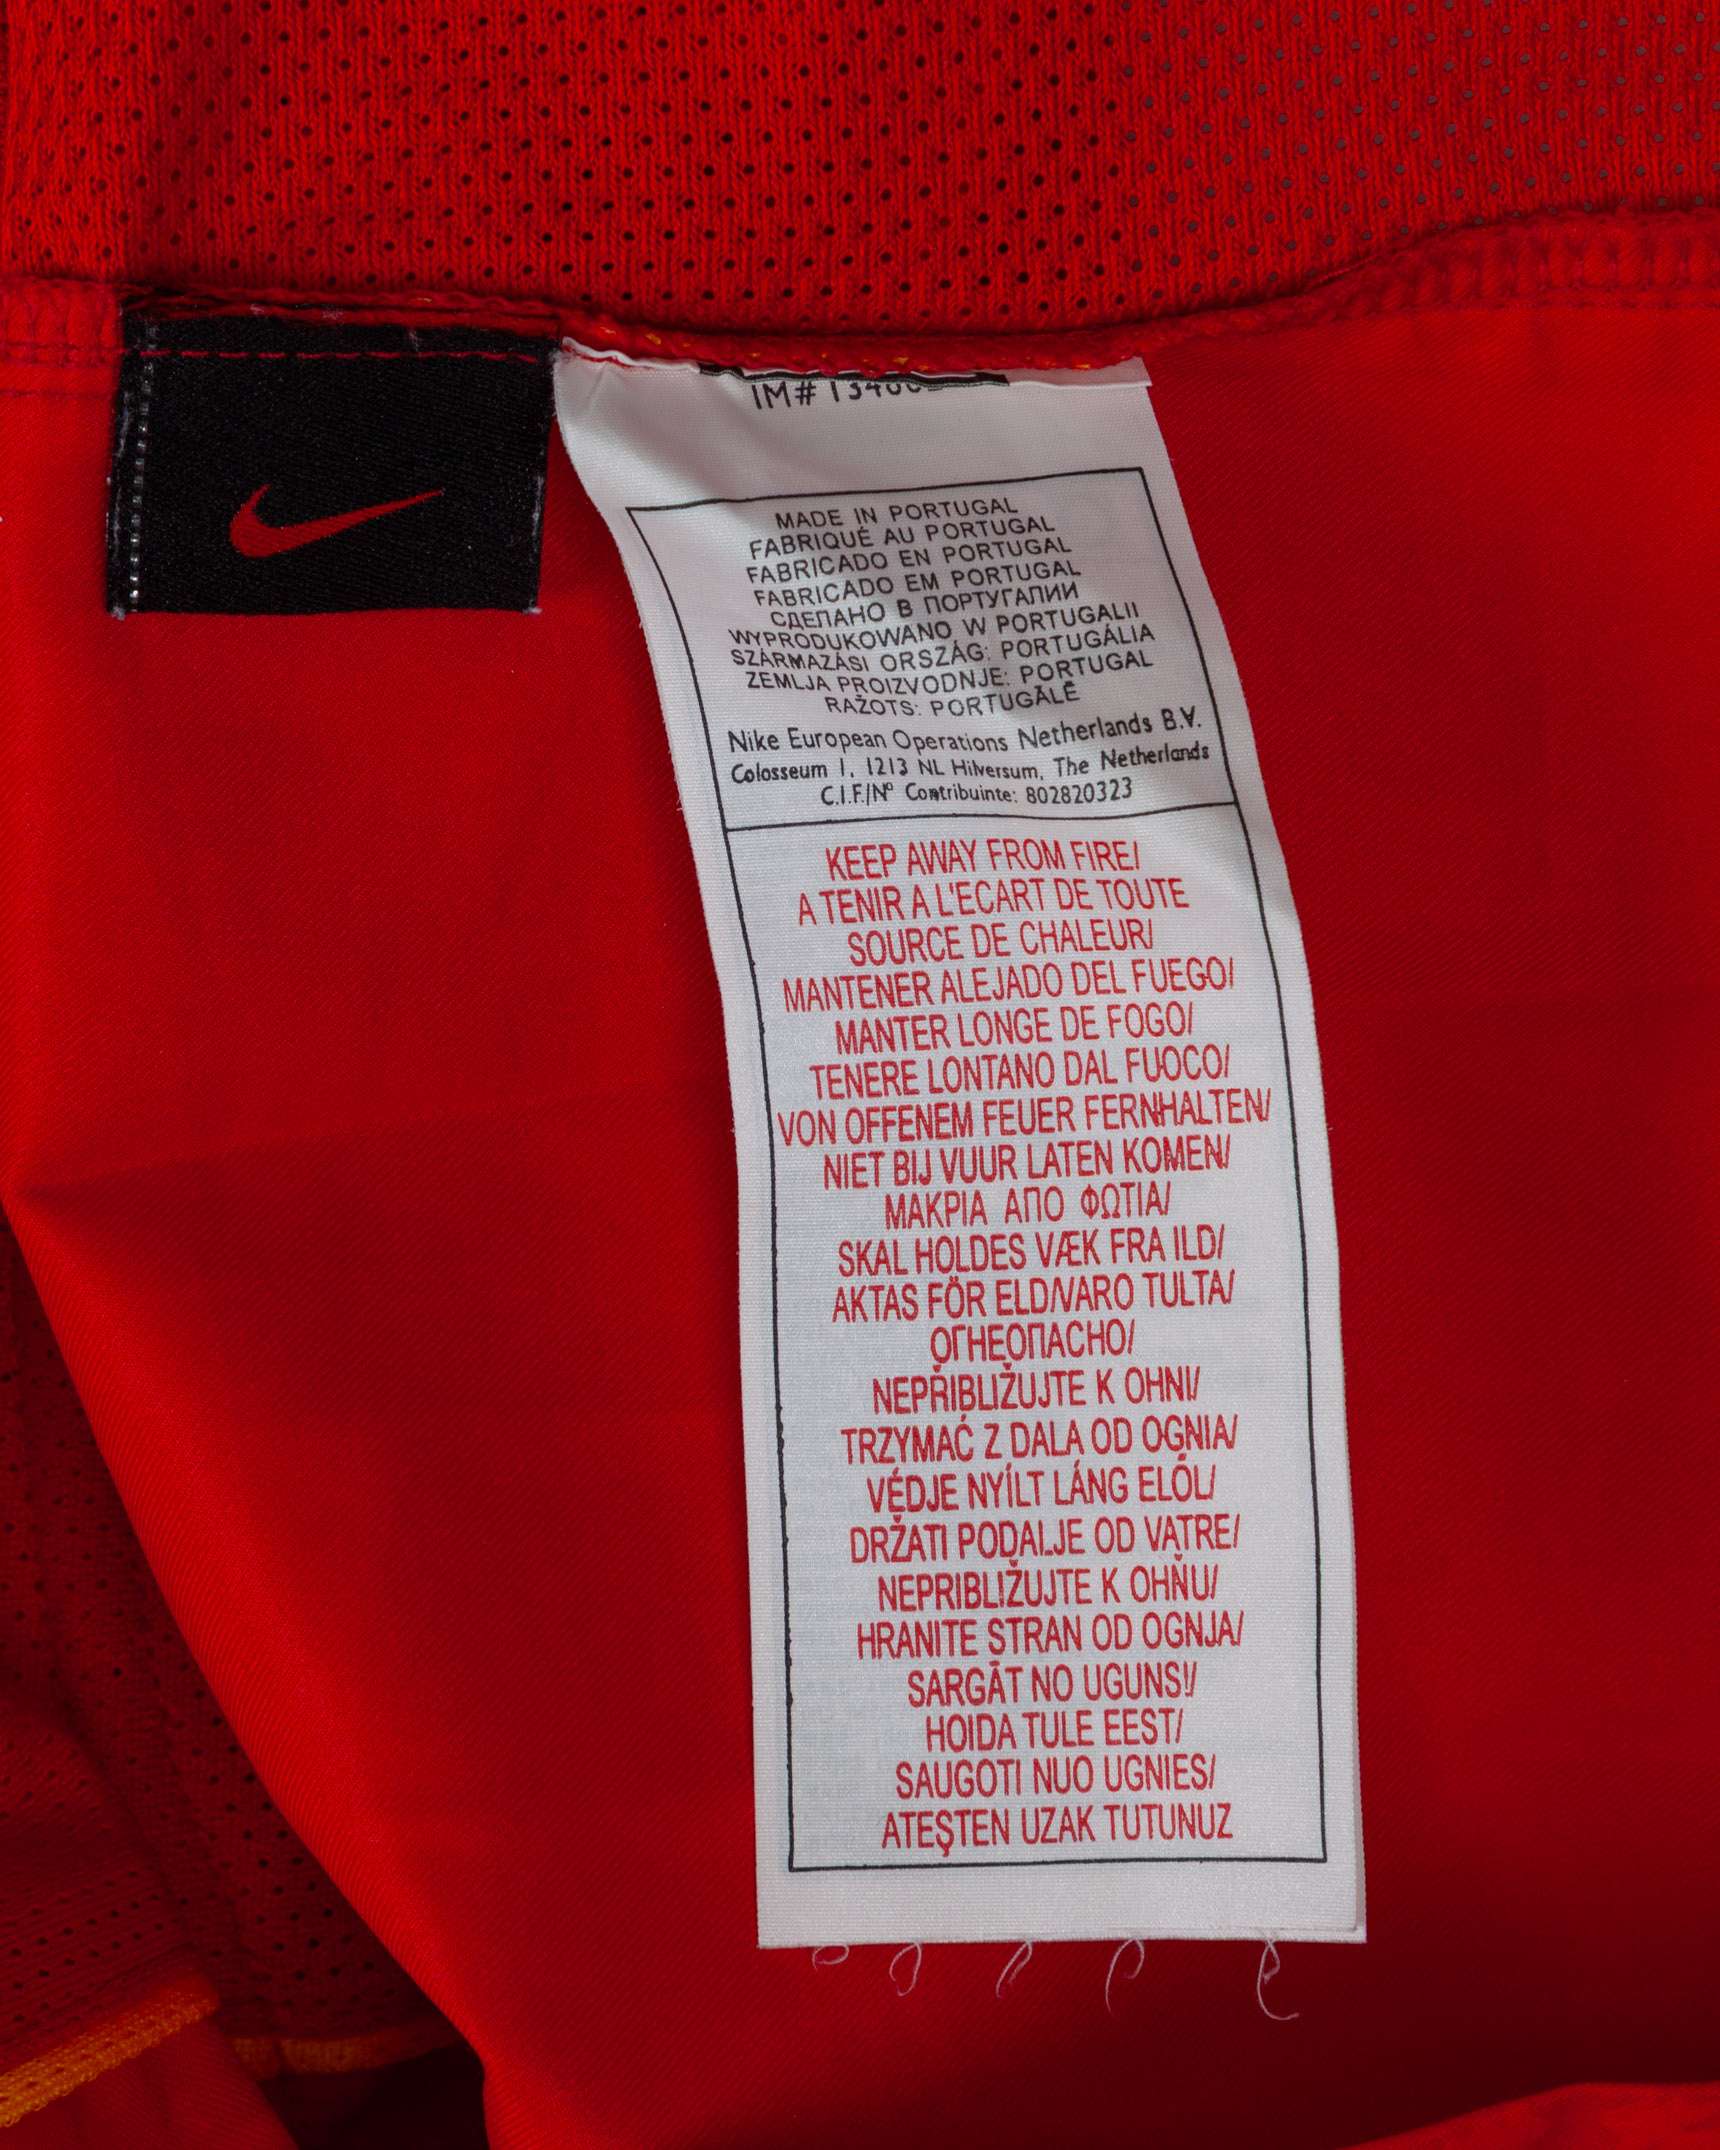 MADE IN PORTUGAL
FABRIQUÉ AU PORTUGAL
FABRICADO EN PORTUGAL
FABRICADO EM PORTUGAL
СДЕЛАНО В ПОРТУГАЛИИ
WYPRODUKOWANO W PORTUGALII
SZÁRMAZÁSI ORSZÁG: PORTUGÁLIA
ZEMLJA PROIZVODNJE: PORTUGAL
RAŽOTS: PORTUGĀLĒ
Nike European Operations Netherlands B.V.
Colosseum 1, 1213 NL Hilversum, The Netherlands
C.I.F./Nº Contribuinte: 802820323
KEEP AWAY FROM FIRE/
A TENIR A L'ECART DE TOUTE
SOURCE DE CHALEUR/
MANTENER ALEJADO DEL FUEGO/
MANTER LONGE DE FOGO/
TENERE LONTANO DAL FUOCO/
VON OFFENEM FEUER FERNHALTEN/
NIET BIJ VUUR LATEN KOMEN/
ΜΑΚΡΙΑ ΑΠΟ ΦΩΤΙΑ/
SKAL HOLDES VÆK FRA ILD/
AKTAS FÖR ELD/VARO TULTA/
ОГНЕОПАСНО/
NEPŘIBLIŽUJTE K OHNI/
TRZYMAĆ Z DALA OD OGNIA/
VÉDJE NYÍLT LÁNG ELŐL/
DRŽATI PODALJE OD VATRE/
NEPRIBLIŽUJTE K OHŇU/
HRANITE STRAN OD OGNJA/
SARGĀT NO UGUNS!/
HOIDA TULE EEST/
SAUGOTI NUO UGNIES/
ATEŞTEN UZAK TUTUNUZ